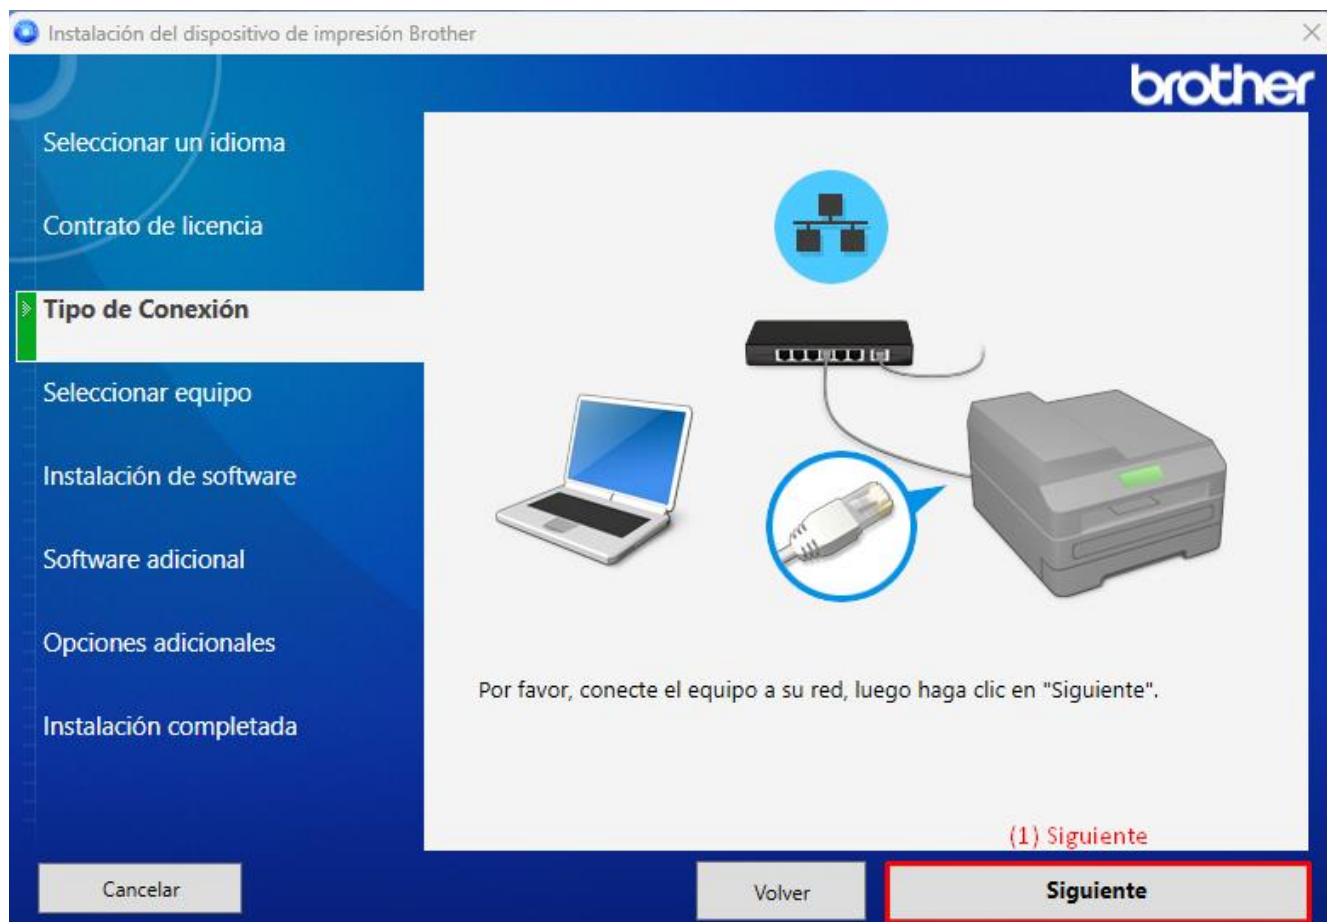 Instalación del dispositivo de impresión Brother
brother
Seleccionar un idioma
Contrato de licencia
Tipo de Conexión
Seleccionar equipo
Instalación de software
Software adicional
Opciones adicionales
Instalación completada
Por favor, conecte el equipo a su red, luego haga clic en "Siguiente".
(1) Siguiente
Cancelar
Volver
Siguiente